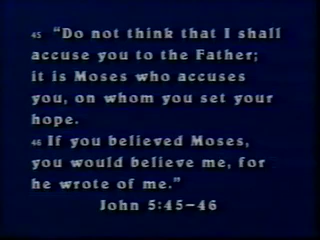 45 “Do not think that I shall
accuse you to the Father;
it is Moses who accuses
you, on whom you set your
hope.
46 If you believed Moses,
you would believe me, for
he wrote of me.”
John 5:45-46